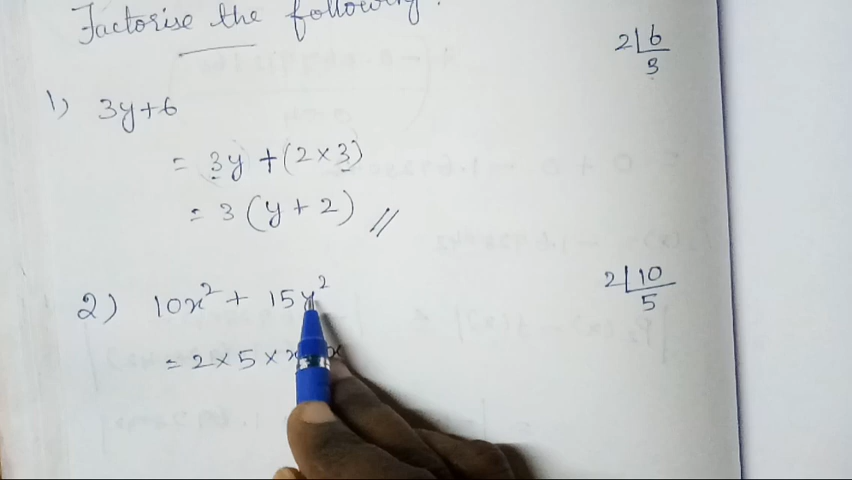 Factorise the following.
2 6
3
1) 3y+6
= 3y + (2 × 3)
= 3 (y + 2) //
2) 10x² + 15y²
2 10
5
= 2 × 5 × x × x